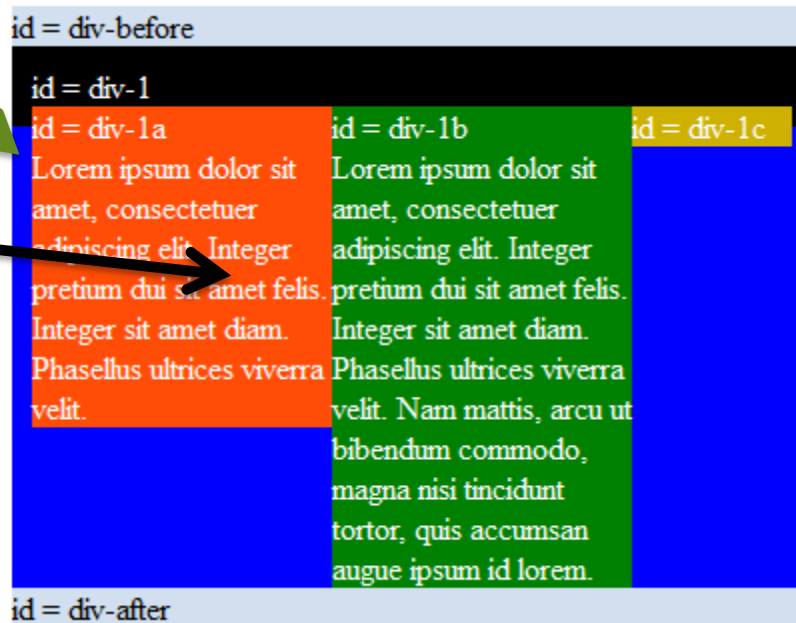 id = div-before
id = div-1
id = div-1a
Lorem ipsum dolor sit
amet, consectetuer
adipiscing elit. Integer
pretium dui sit amet felis.
Integer sit amet diam.
Phasellus ultrices viverra
velit.
id = div-1b
Lorem ipsum dolor sit
amet, consectetuer
adipiscing elit. Integer
pretium dui sit amet felis.
Integer sit amet diam.
Phasellus ultrices viverra
velit. Nam mattis, arcu ut
bibendum commodo,
magna nisi tincidunt
tortor, quis accumsan
augue ipsum id lorem.
id = div-1c
id = div-after